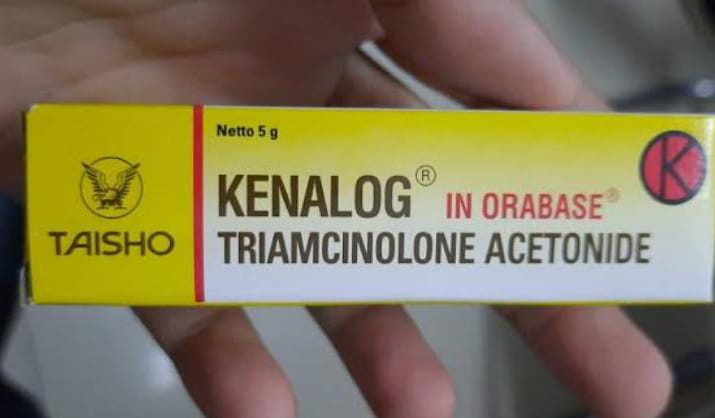 Netto 5 g
KENALOG® IN ORABASE®
TRIAMCINOLONE ACETONIDE
TAISHO
K